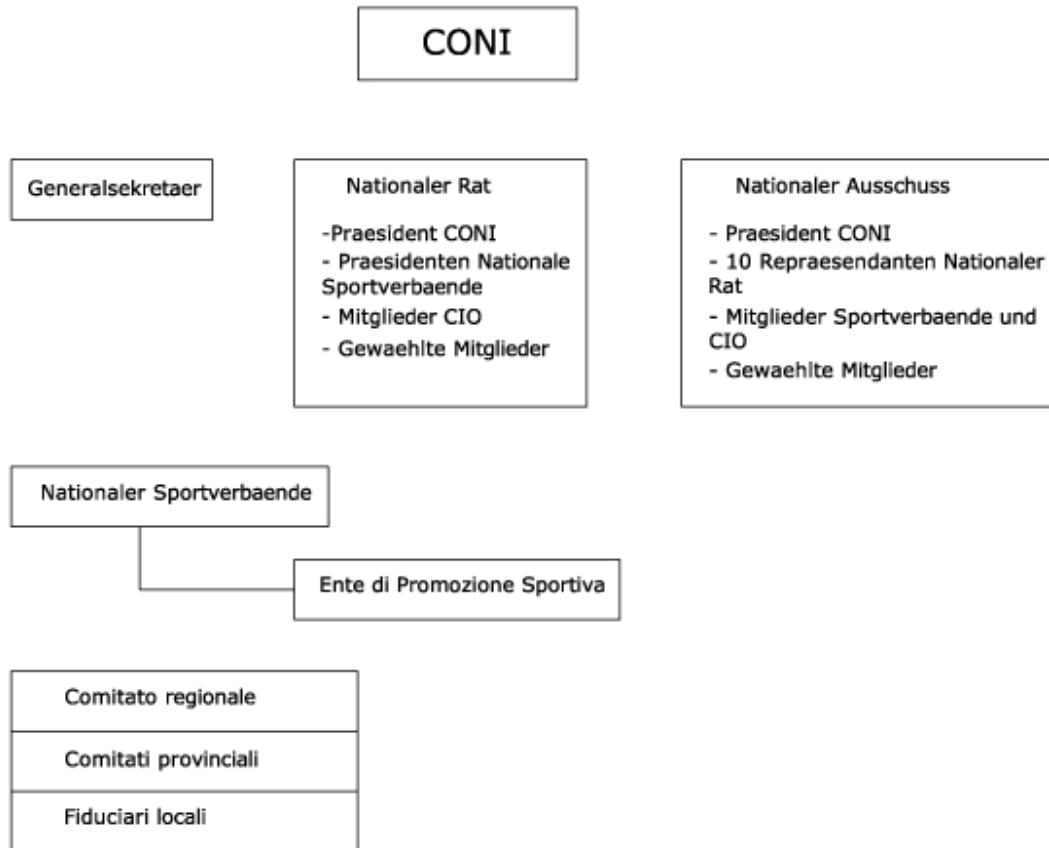 CONI
Generalsekretaer
Nationaler Rat
-Praesident CONI
- Praesidenten Nationale
Sportverbaende
- Mitglieder CIO
- Gewaehlte Mitglieder
Nationaler Ausschuss
- Praesident CONI
- 10 Repraesendanten Nationaler
Rat
- Mitglieder Sportverbaende und
CIO
- Gewaehlte Mitglieder
Nationaler Sportverbaende
Ente di Promozione Sportiva
Comitato regionale
Comitati provinciali
Fiduciari locali